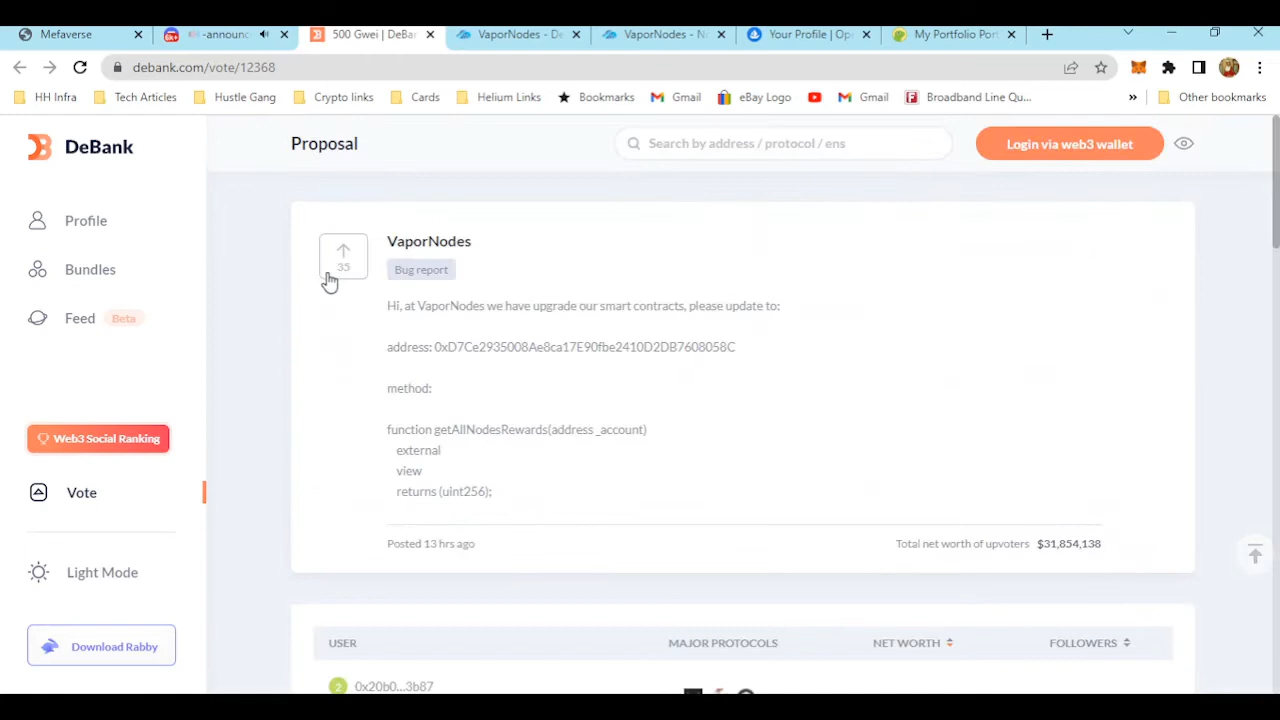 Mefaverse
-announc
500 Gwei | DeBan
VaporNodes - De
VaporNodes - N
Your Profile | Ope
My Portfolio Port
debank.com/vote/12368
HH Infra
Tech Articles
Hustle Gang
Crypto links
Cards
Helium Links
Bookmarks
Gmail
eBay Logo
Gmail
Broadband Line Qu...
»
Other bookmarks
DeBank
Proposal
Search by address / protocol / ens
Login via web3 wallet
Profile
Bundles
Feed Beta
Web3 Social Ranking
Vote
Light Mode
Download Rabby
35
VaporNodes
Bug report
Hi, at VaporNodes we have upgrade our smart contracts, please update to:
address: 0xD7Ce2935008Ae8ca17E90fbe2410D2DB7608058C
method:
function getAllNodesRewards(address _account)
external
view
returns (uint256);
Posted 13 hrs ago
Total net worth of upvoters $31,854,138
USER
MAJOR PROTOCOLS
NET WORTH
FOLLOWERS
2 0x20b0...3b87